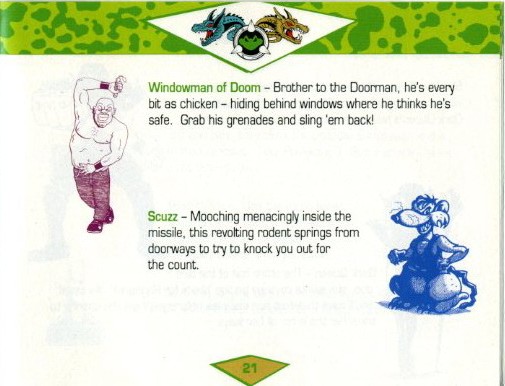 Windowman of Doom – Brother to the Doorman, he's every
bit as chicken – hiding behind windows where he thinks he's
safe. Grab his grenades and sling 'em back!
Scuzz – Mooching menacingly inside the
missile, this revolting rodent springs from
doorways to try to knock you out for
the count.
21